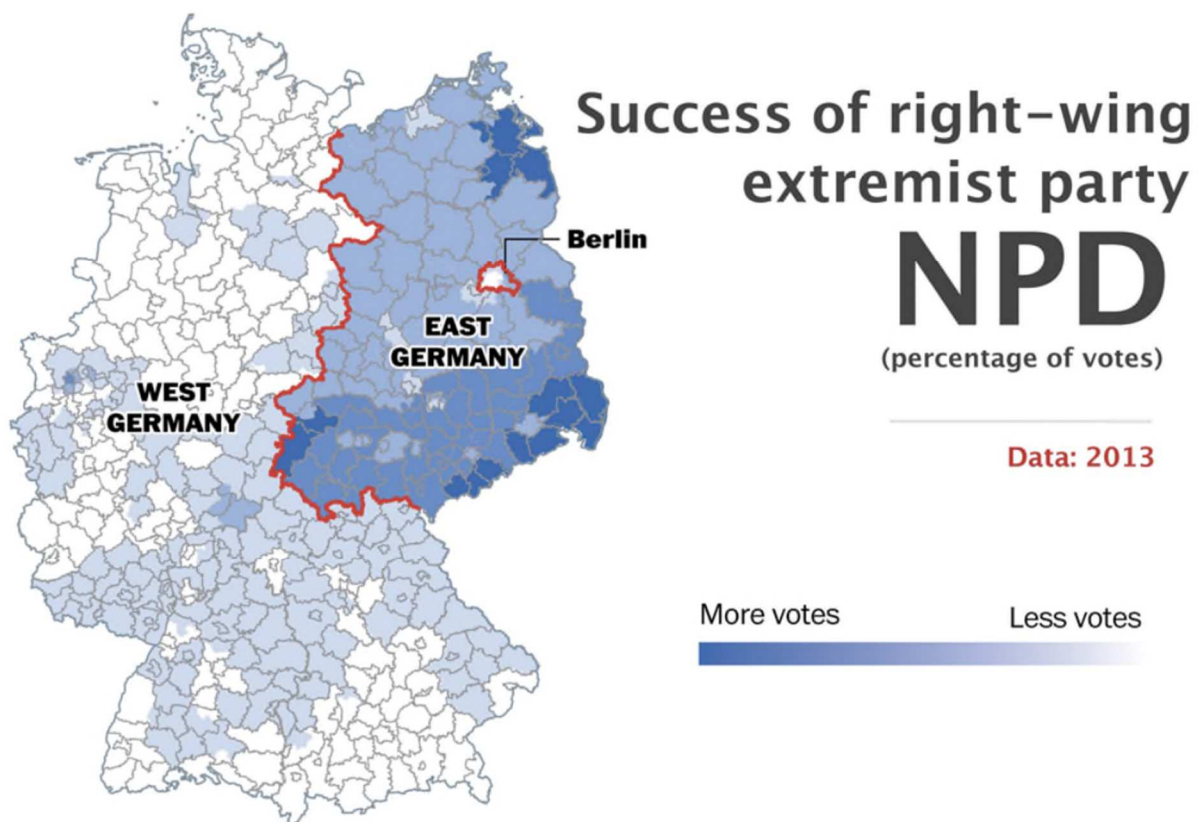 Success of right-wing
extremist party
NPD
(percentage of votes)
Data: 2013
Berlin
EAST
GERMANY
WEST
GERMANY
More votes
Less votes